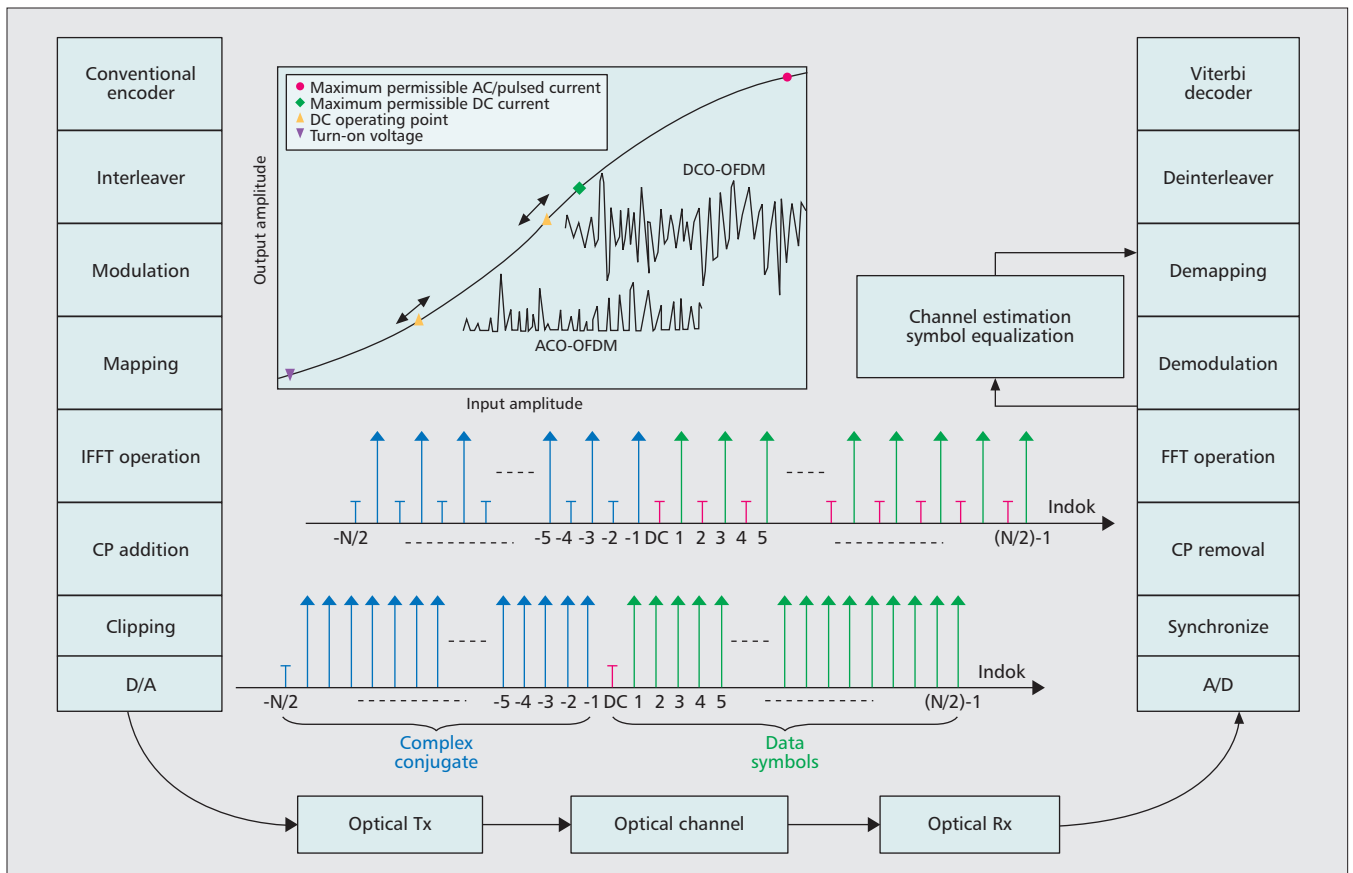 Conventional
encoder
Interleaver
Modulation
Mapping
IFFT operation
CP addition
Clipping
D/A
Maximum permissible AC/pulsed current
Maximum permissible DC current
DC operating point
Turn-on voltage
Output amplitude
DCO-OFDM
ACO-OFDM
Input amplitude
Viterbi
decoder
Deinterleaver
Demapping
Demodulation
FFT operation
CP removal
Synchronize
A/D
Channel estimation
symbol equalization
Indok
-N/2 -5 -4 -3 -2 -1 DC 1 2 3 4 5 (N/2)-1
Indok
-N/2 -5 -4 -3 -2 -1 DC 1 2 3 4 5 (N/2)-1
Complex
conjugate
Data
symbols
Optical Tx
Optical channel
Optical Rx